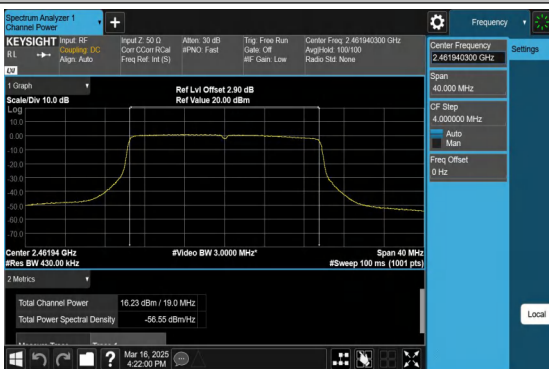 Spectrum Analyzer 1
Channel Power
Frequency
KEYSIGHT
RL
Input: RF
Coupling: DC
Align: Auto
Input Z: 50 Ω
Corr CCorr RCal
Freq Ref: Int (S)
Atten: 30 dB
#PNO: Fast
Trig: Free Run
Gate: Off
#IF Gain: Low
Center Freq: 2.461940300 GHz
Avg|Hold: 100/100
Radio Std: None
LW
Center Frequency
2.461940300 GHz
Settings
Span
40.000 MHz
CF Step
4.000000 MHz
Auto
Man
Freq Offset
0 Hz
1 Graph
Scale/Div 10.0 dB
Ref Lvl Offset 2.90 dB
Ref Value 20.00 dBm
Log
10.0
0.00
-10.0
-20.0
-30.0
-40.0
-50.0
-60.0
-70.0
Center 2.46194 GHz
#Res BW 430.00 kHz
#Video BW 3.0000 MHz*
Span 40 MHz
#Sweep 100 ms (1001 pts)
2 Metrics
Total Channel Power 16.23 dBm / 19.0 MHz
Total Power Spectral Density -56.55 dBm/Hz
Local
?
Mar 16, 2025
4:22:00 PM